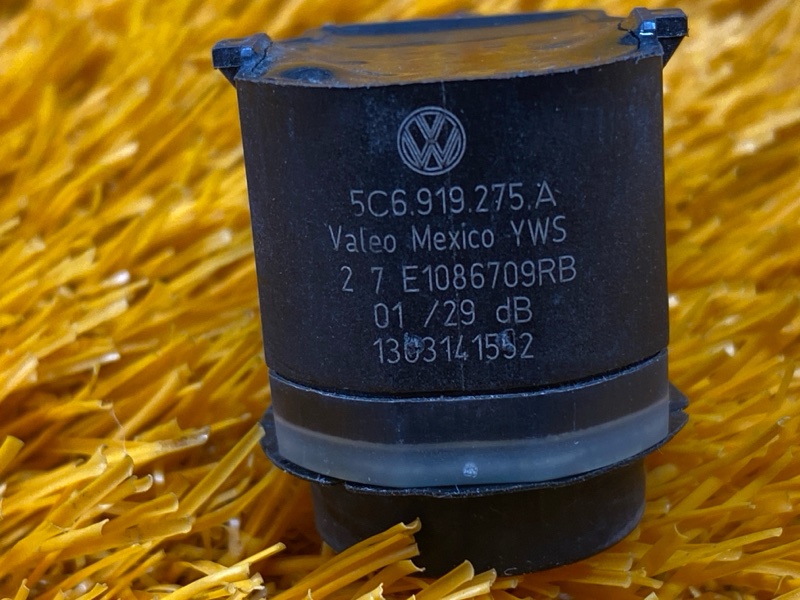 5C6.919.275.A
Valeo Mexico YWS
2 7 E1086709RB
01 /29 dB
1303141552